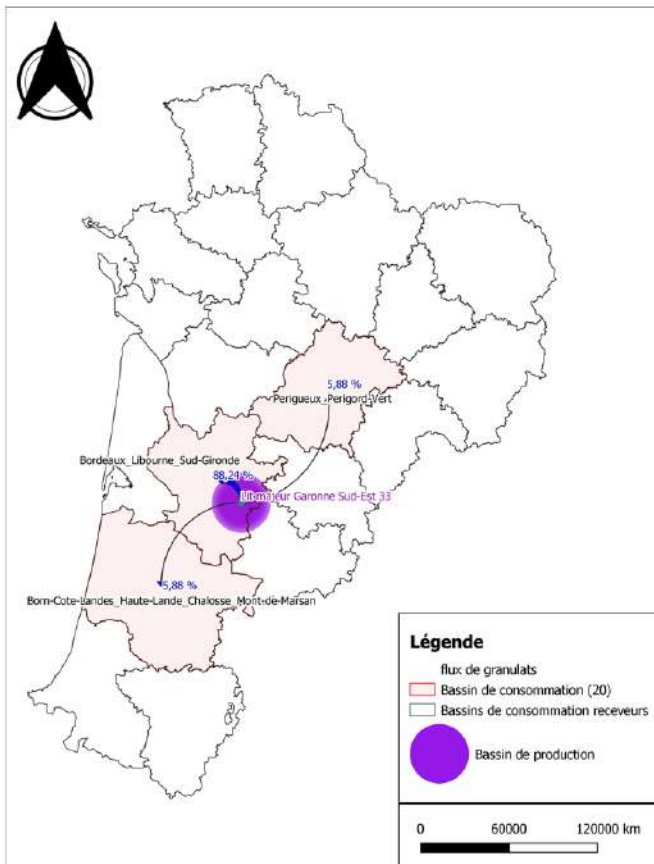 5,88 %
Perigueux_Perigord-Vert
Bordeaux_Libourne_Sud-Gironde
88,24 %
Lit majeur Garonne Sud-Est 33
5,88 %
Born-Cote-Landes_Haute-Lande_Chalosse_Mont-de-Marsan
Légende
flux de granulats
Bassin de consommation (20)
Bassins de consommation receveurs
Bassin de production
0 60000 120000 km